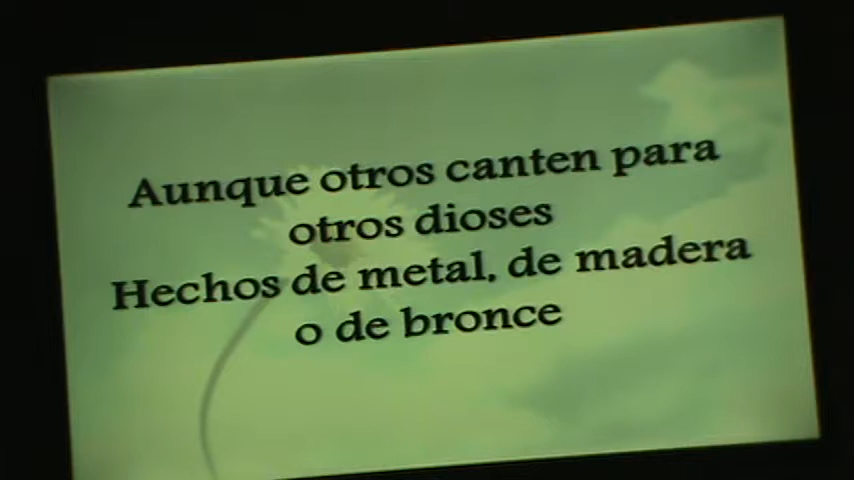 Aunque otros canten para
otros dioses
Hechos de metal, de madera
o de bronce